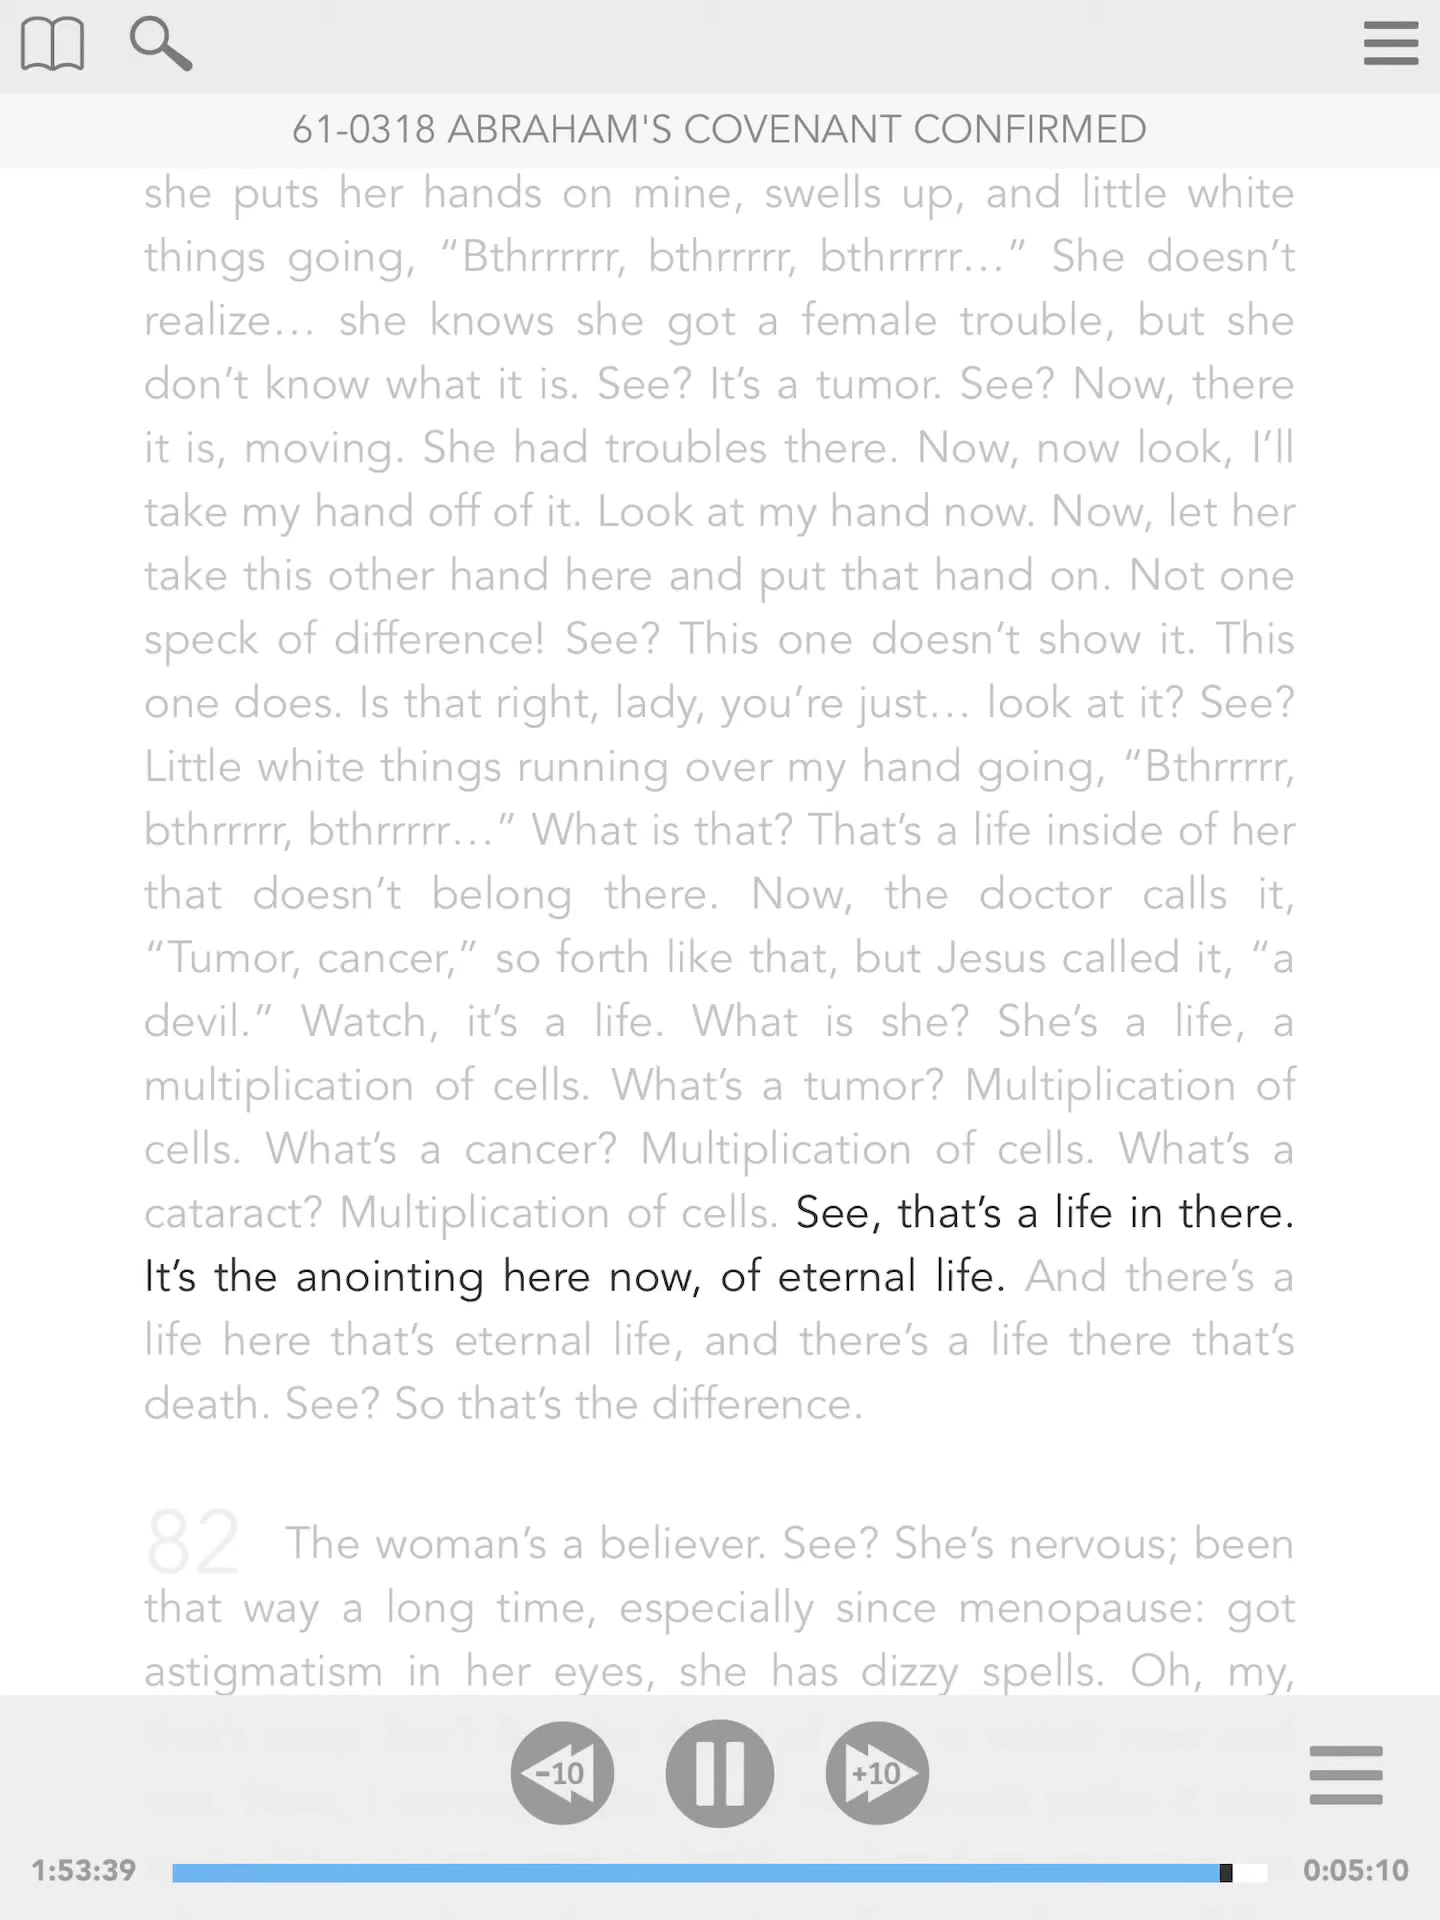 61-0318 ABRAHAM'S COVENANT CONFIRMED
she puts her hands on mine, swells up, and little white
things going, “Bthrrrrrr, bthrrrrr, bthrrrrrr…” She doesn’t
realize… she knows she got a female trouble, but she
don’t know what it is. See? It’s a tumor. See? Now, there
it is, moving. She had troubles there. Now, now look, I’ll
take my hand off of it. Look at my hand now. Now, let her
take this other hand here and put that hand on. Not one
speck of difference! See? This one doesn’t show it. This
one does. Is that right, lady, you’re just… look at it? See?
Little white things running over my hand going, “Bthrrrrr,
bthrrrrrr, bthrrrrrr…” What is that? That’s a life inside of her
that doesn’t belong there. Now, the doctor calls it,
“Tumor, cancer,” so forth like that, but Jesus called it, “a
devil.” Watch, it’s a life. What is she? She’s a life, a
multiplication of cells. What’s a tumor? Multiplication of
cells. What’s a cancer? Multiplication of cells. What’s a
cataract? Multiplication of cells. See, that’s a life in there.
It’s the anointing here now, of eternal life. And there’s a
life here that’s eternal life, and there’s a life there that’s
death. See? So that’s the difference.
82 The woman’s a believer. See? She’s nervous; been
that way a long time, especially since menopause: got
astigmatism in her eyes, she has dizzy spells. Oh, my,
-10 +10
1:53:39 0:05:10